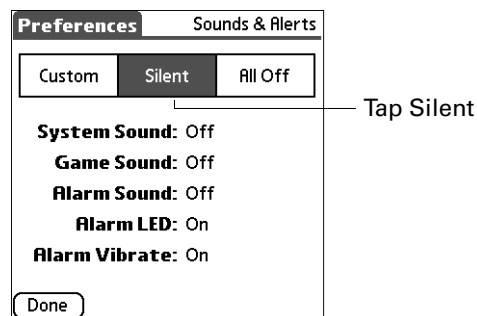 Preferences Sounds & Alerts
Custom Silent All Off
Tap Silent
System Sound: Off
Game Sound: Off
Alarm Sound: Off
Alarm LED: On
Alarm Vibrate: On
Done